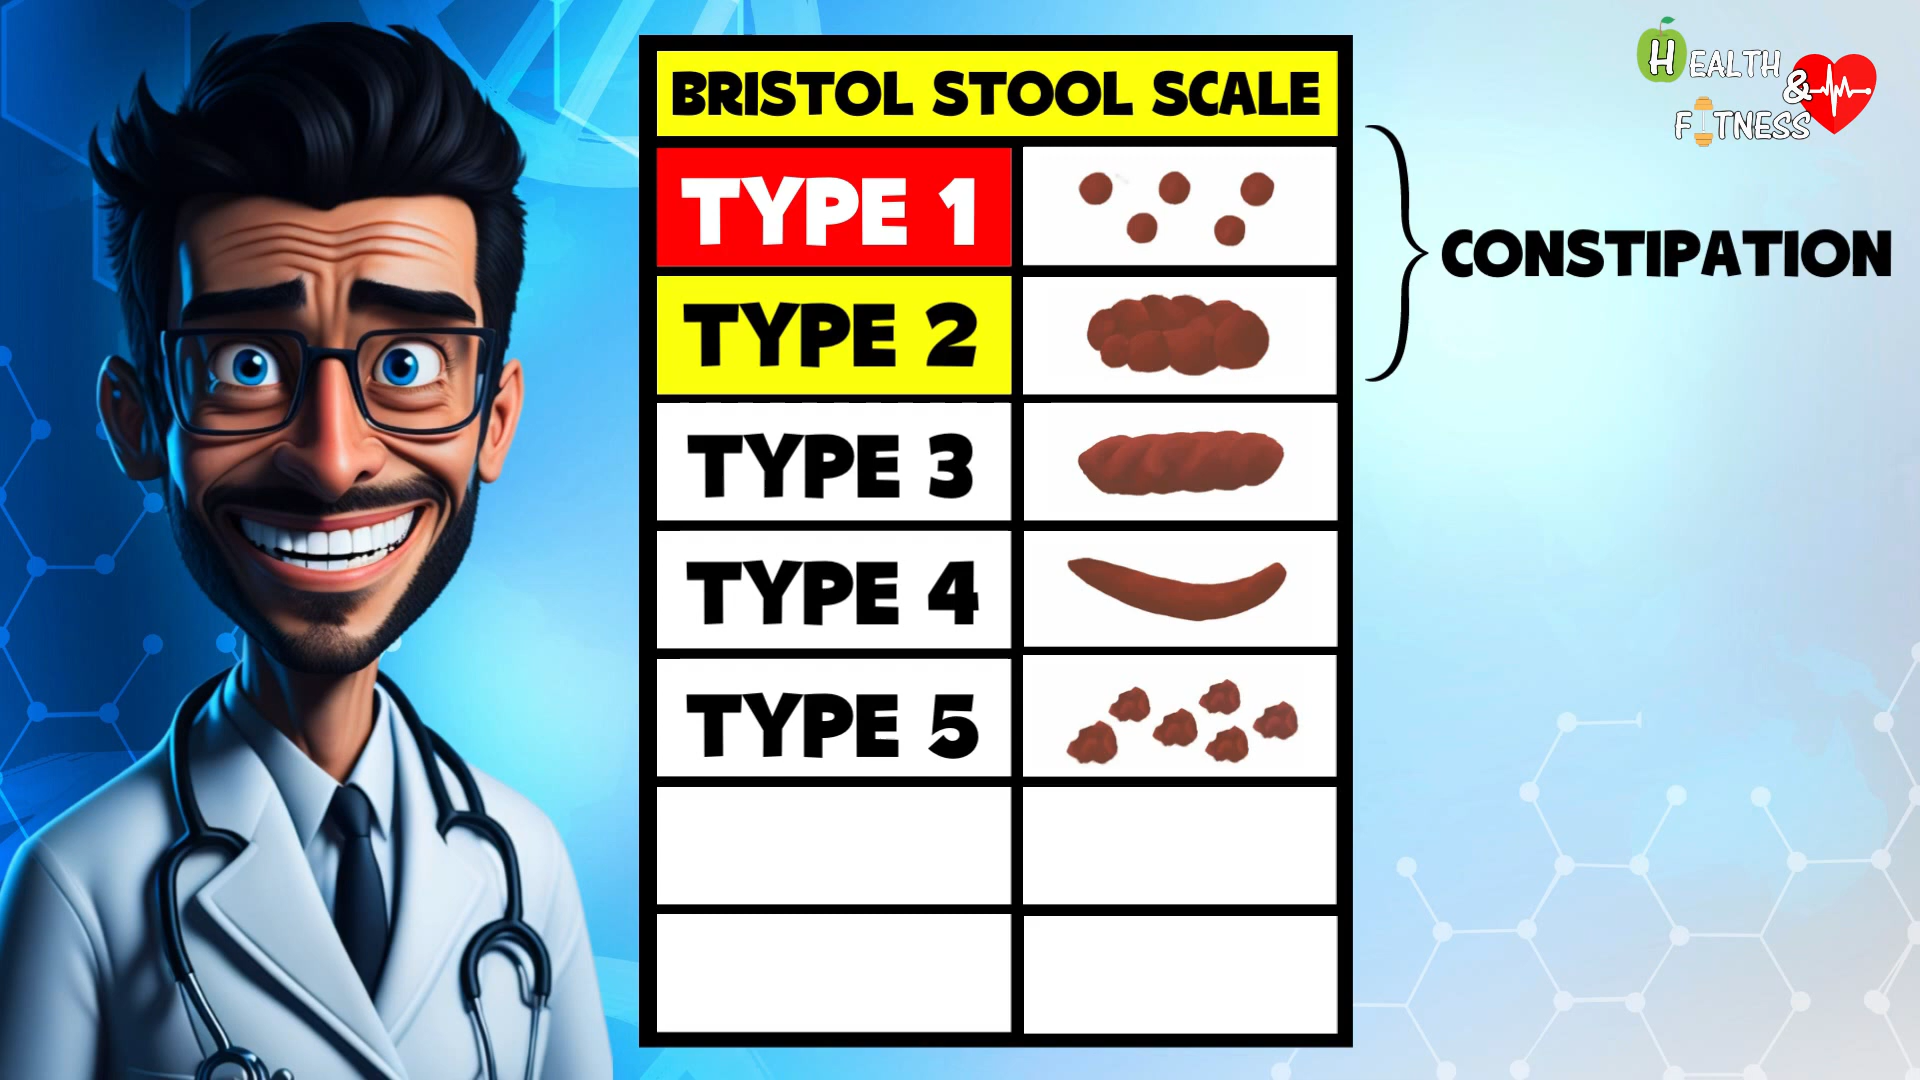 BRISTOL STOOL SCALE
HEALTH
&
FITNESS
TYPE 1
TYPE 2
CONSTIPATION
TYPE 3
TYPE 4
TYPE 5